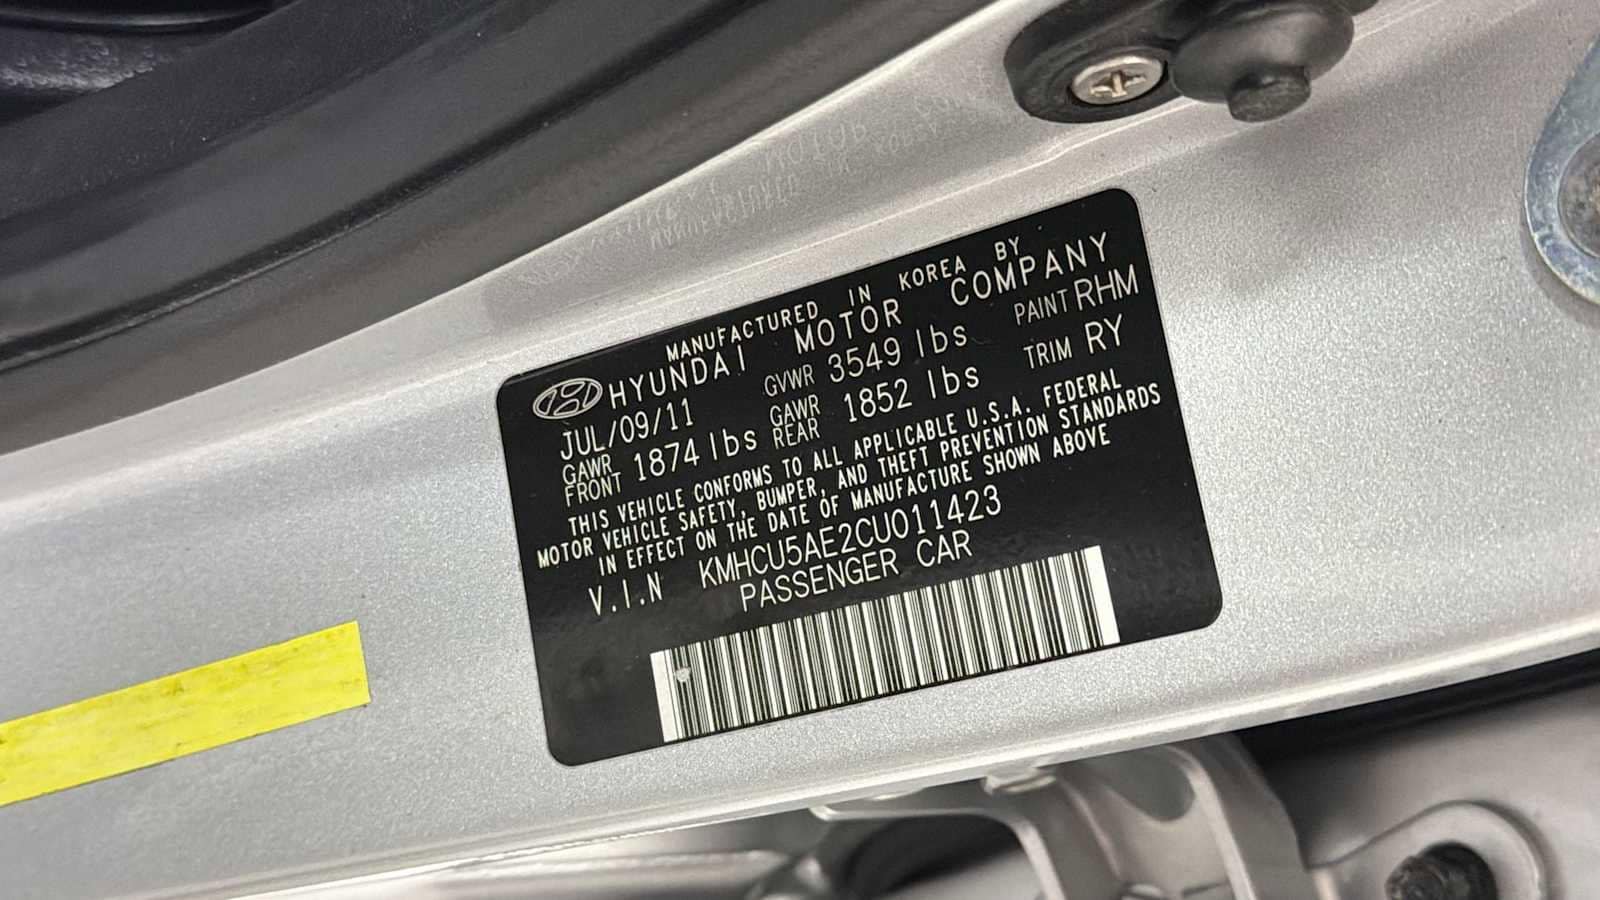 MANUFACTURED IN KOREA BY
HYUNDAI MOTOR COMPANY
JUL/09/11 GVWR 3549 lbs PAINT RHM
GAWR FRONT 1874 lbs GAWR REAR 1852 lbs TRIM RY
THIS VEHICLE CONFORMS TO ALL APPLICABLE U.S.A. FEDERAL
MOTOR VEHICLE SAFETY, BUMPER, AND THEFT PREVENTION STANDARDS
IN EFFECT ON THE DATE OF MANUFACTURE SHOWN ABOVE
V.I.N KMHCU5AE2CU011423
PASSENGER CAR